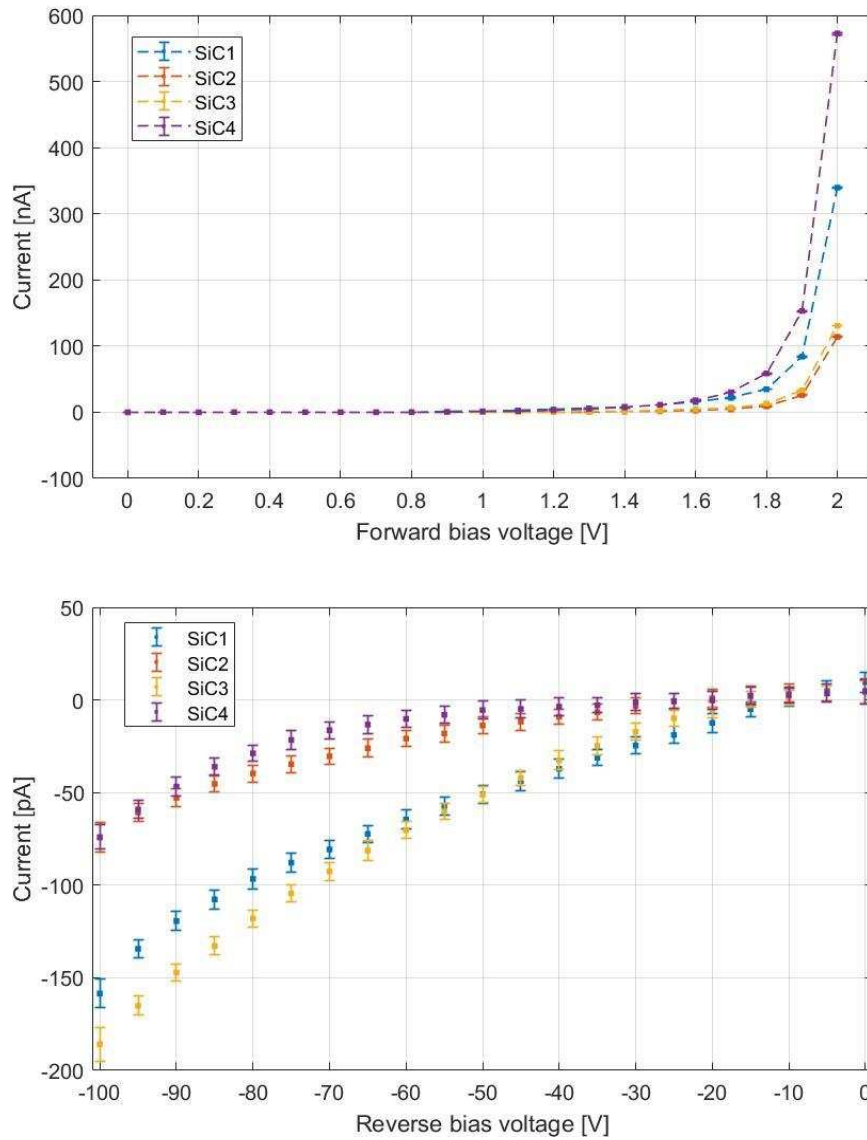 600
500
400
300
200
100
0
-100
Current [nA]
SiC1
SiC2
SiC3
SiC4
0 0.2 0.4 0.6 0.8 1 1.2 1.4 1.6 1.8 2
Forward bias voltage [V]
50
0
-50
-100
-150
-200
Current [pA]
SiC1
SiC2
SiC3
SiC4
-100 -90 -80 -70 -60 -50 -40 -30 -20 -10 0
Reverse bias voltage [V]